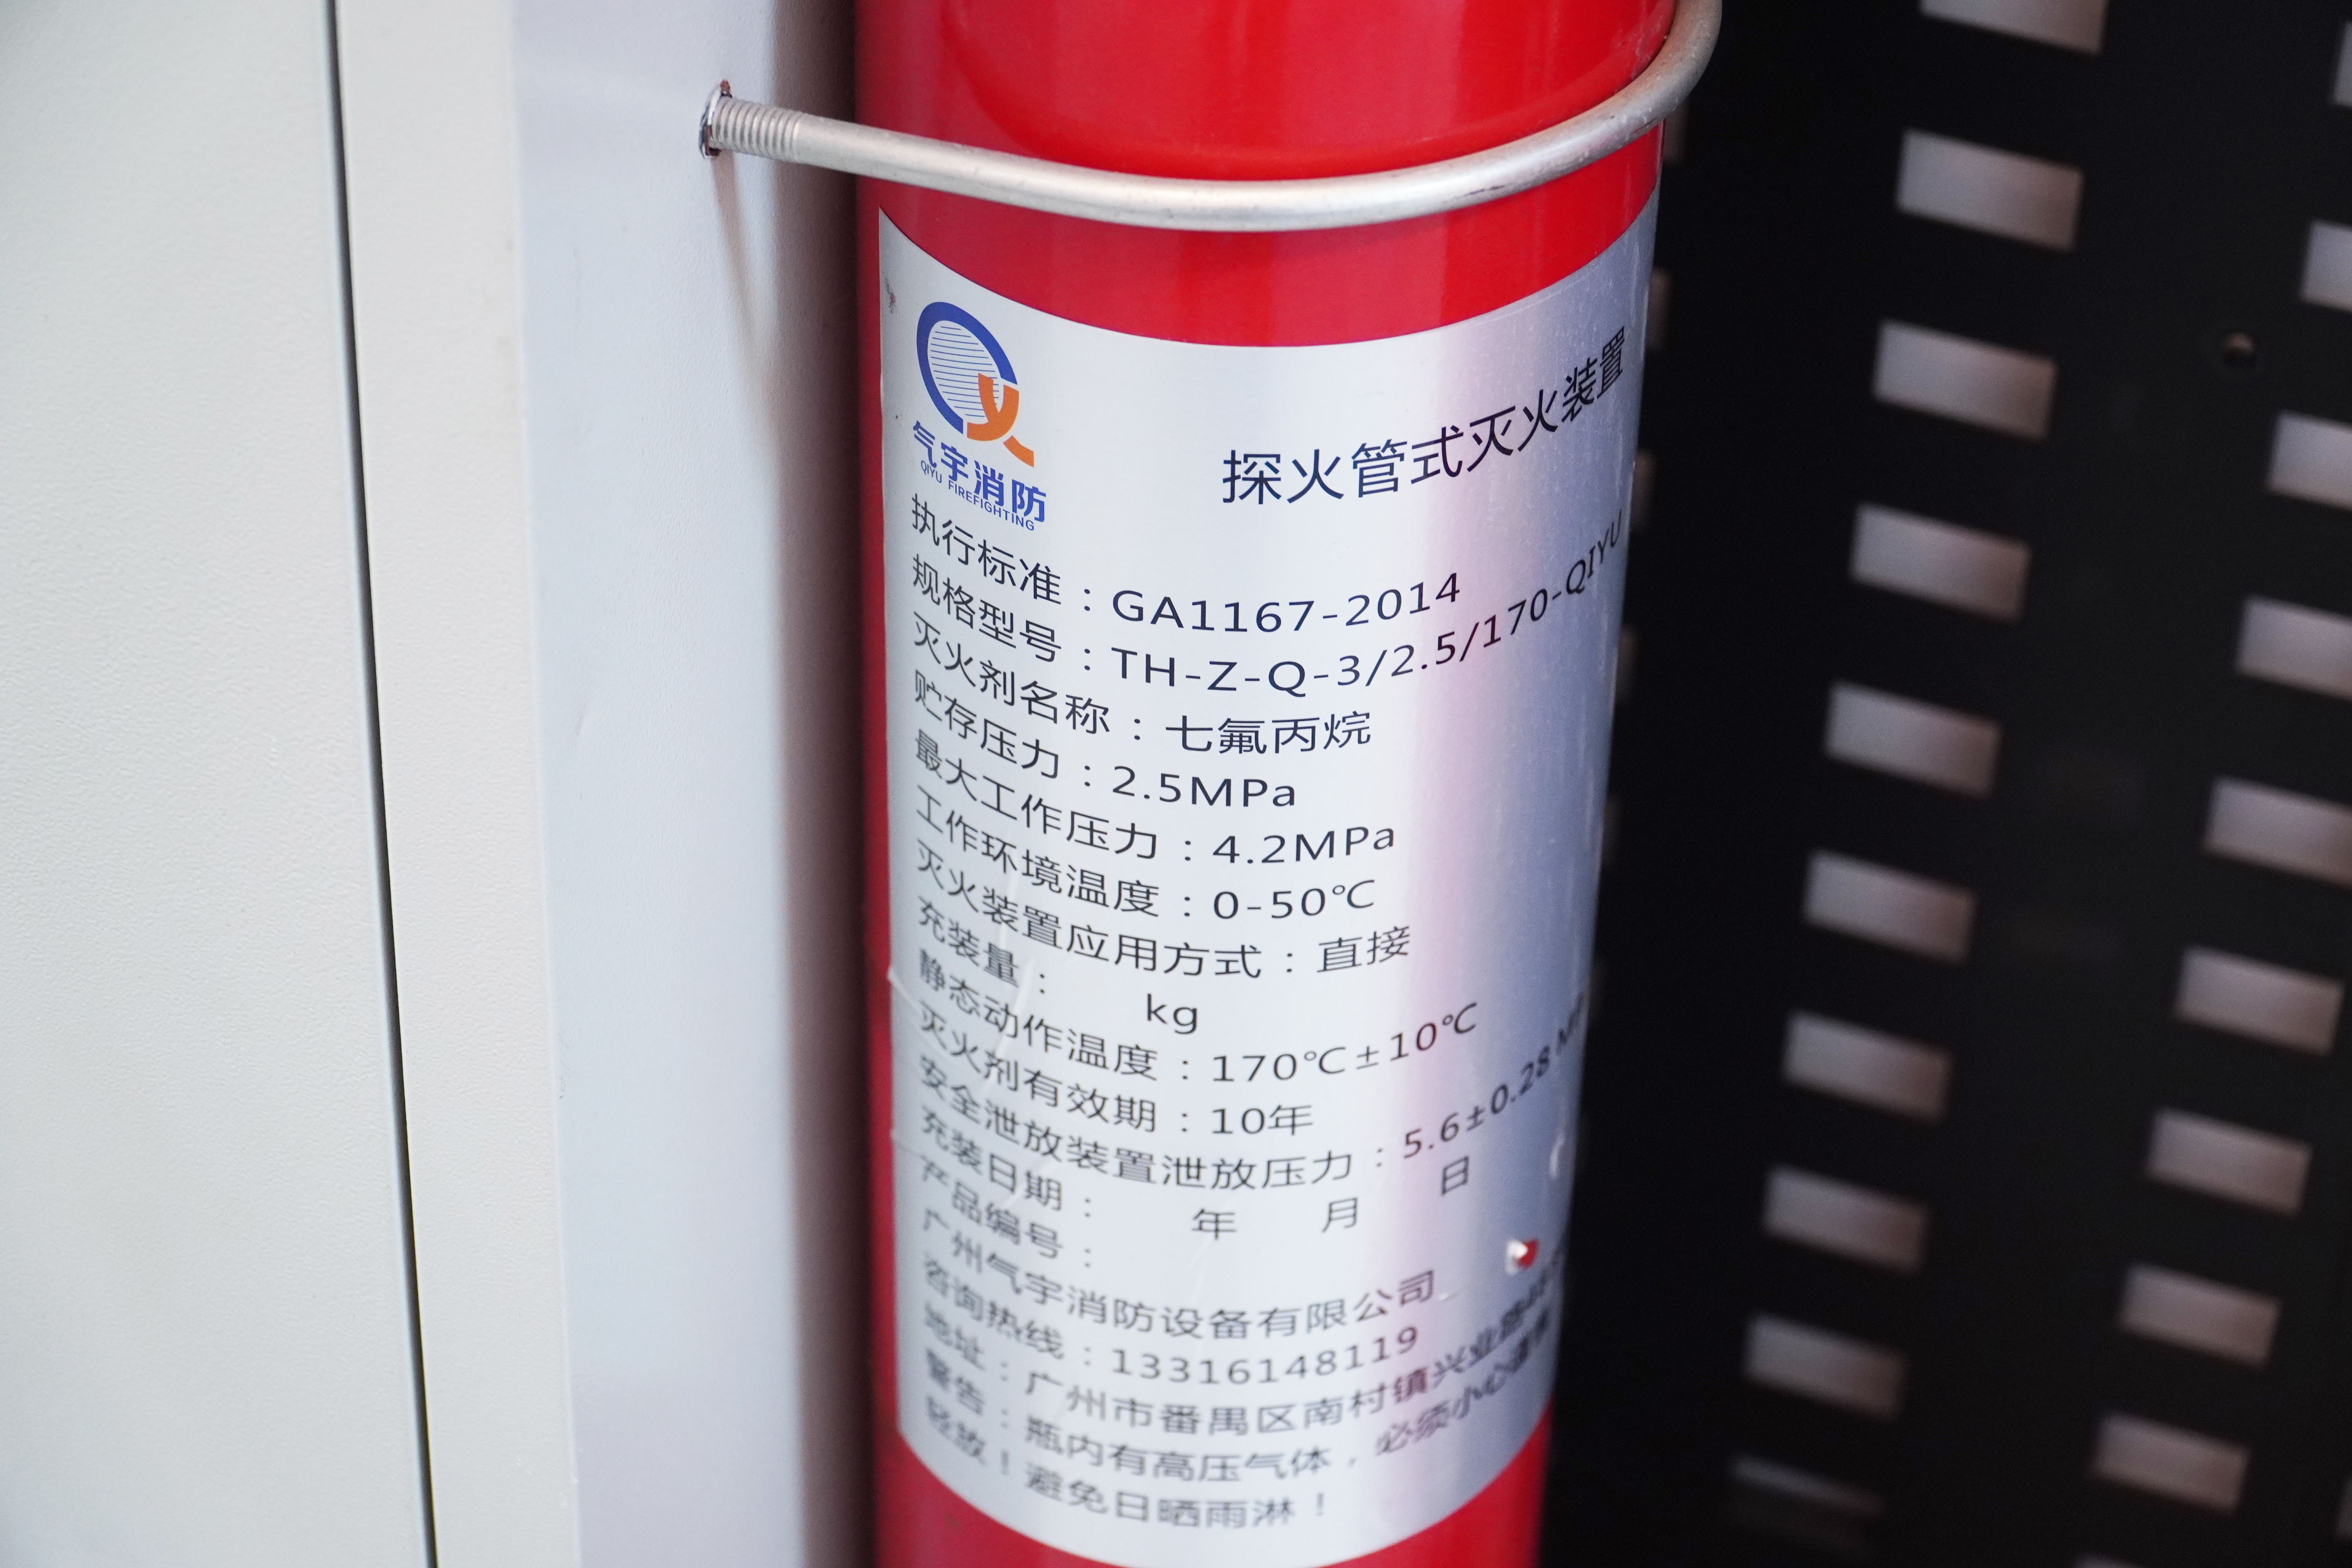 气宇消防
QIYU FIREFIGHTING
探火管式灭火装置
执行标准：GA1167-2014
规格型号：TH-Z-Q-3/2.5/170-QIYU
灭火剂名称：七氟丙烷
贮存压力：2.5MPa
最大工作压力：4.2MPa
工作环境温度：0-50℃
灭火装置应用方式：直接
充装量： kg
静态动作温度：170℃±10℃
灭火剂有效期：10年
安全泄放装置泄放压力：5.6±0.28
充装日期： 年 月 日
产品编号：
广州气宇消防设备有限公司
咨询热线：13316148119
地址：广州市番禺区南村镇兴业路
警告：瓶内有高压气体，必须小心
轻放！避免日晒雨淋！